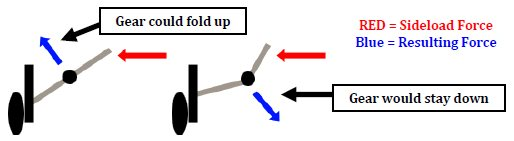 Gear could fold up
RED = Sideload Force
Blue = Resulting Force
Gear would stay down